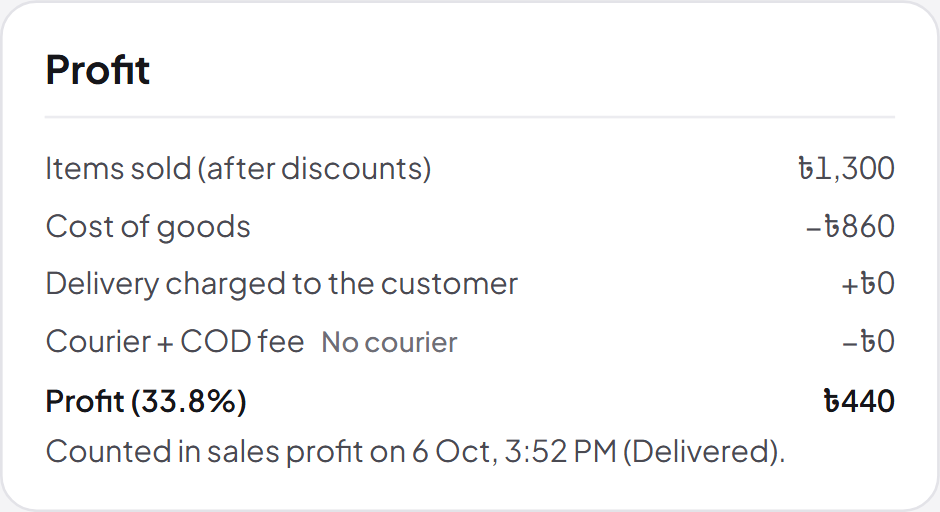 Profit
Items sold (after discounts) ৳1,300
Cost of goods −৳860
Delivery charged to the customer +৳0
Courier + COD fee No courier −৳0
Profit (33.8%) ৳440
Counted in sales profit on 6 Oct, 3:52 PM (Delivered).